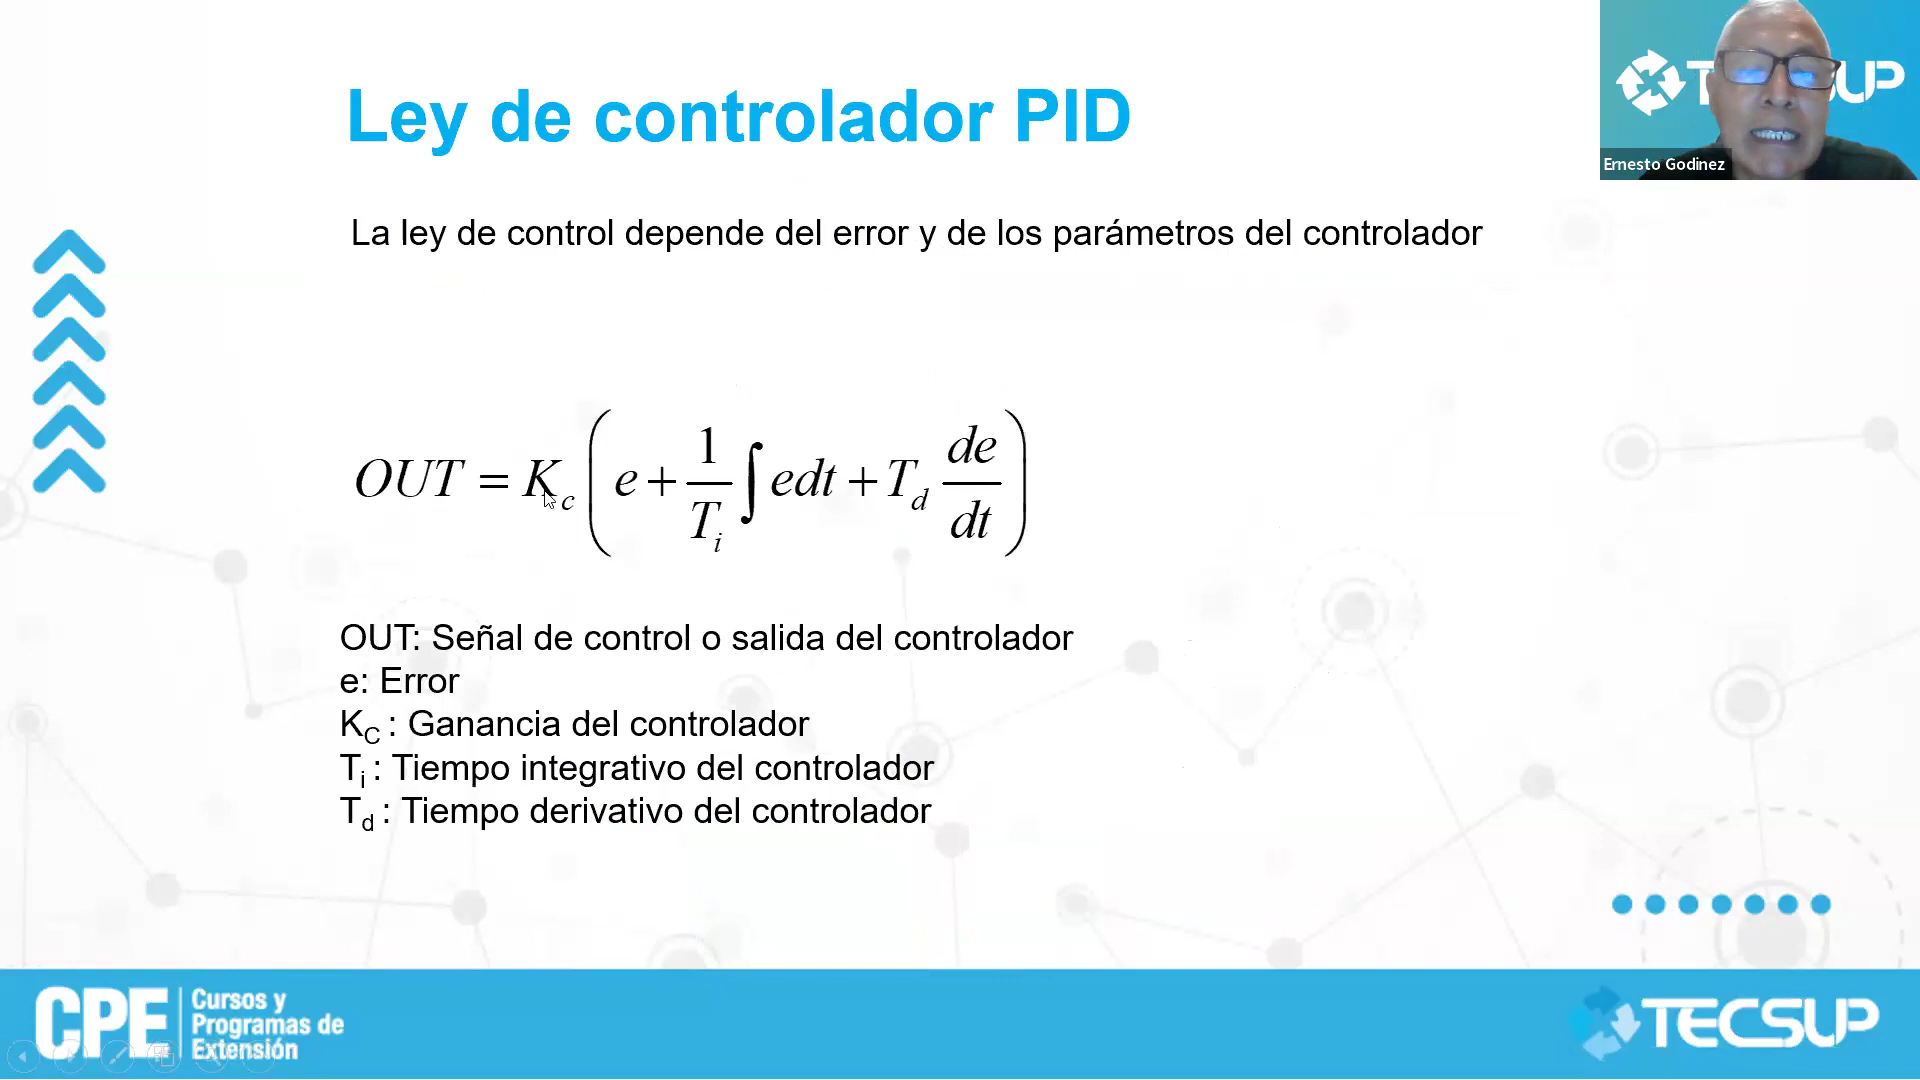 Ley de controlador PID
TECSUP
Ernesto Godinez
La ley de control depende del error y de los parámetros del controlador
OUT = K_c ( e + 1/T_i ∫ edt + T_d de/dt )
OUT: Señal de control o salida del controlador
e: Error
K_C : Ganancia del controlador
T_i : Tiempo integrativo del controlador
T_d : Tiempo derivativo del controlador
CPE
Cursos y
Programas de
Extensión
TECSUP